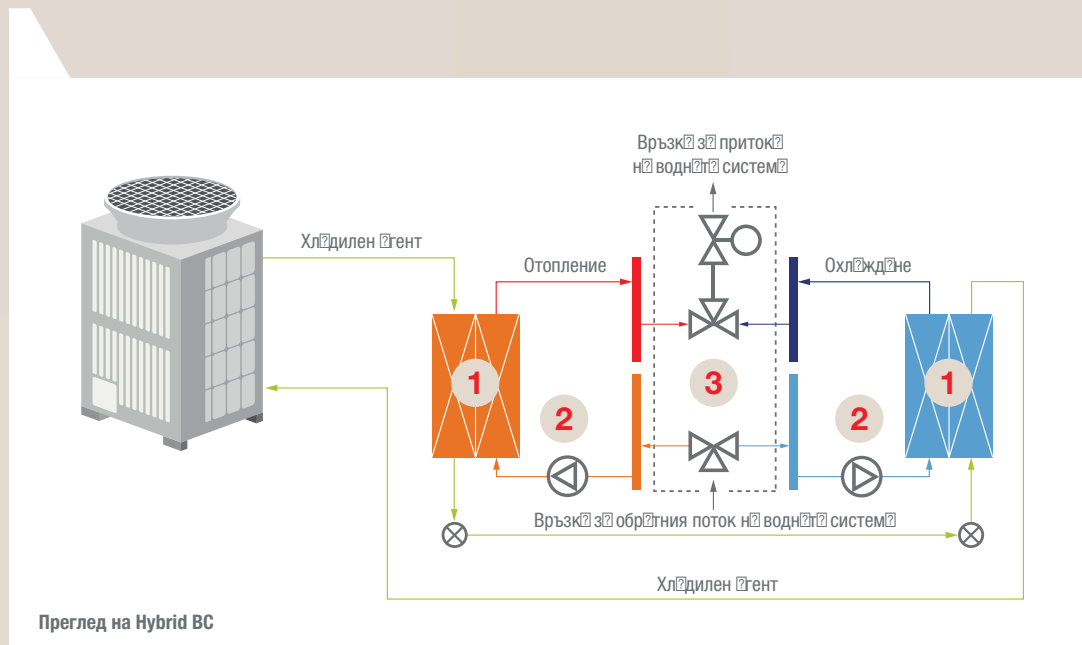 Връзк⍰ з⍰ приток⍰
н⍰ водн⍰т⍰ систем⍰
Хл⍰дилен ⍰гент
Отопление
Охл⍰жд⍰не
1
3
1
2
2
Връзк⍰ з⍰ обр⍰тния поток н⍰ водн⍰т⍰ систем⍰
Хл⍰дилен ⍰гент
Преглед на Hybrid BC